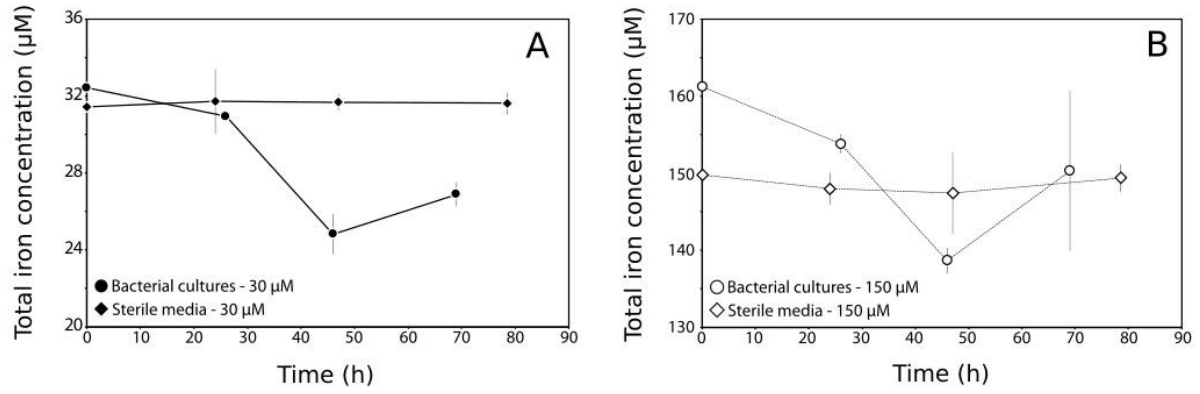 A
Total iron concentration (µM)
36
32
28
24
20
Bacterial cultures - 30 µM
Sterile media - 30 µM
0 10 20 30 40 50 60 70 80 90
Time (h)
B
Total iron concentration (µM)
170
160
150
140
130
Bacterial cultures - 150 µM
Sterile media - 150 µM
0 10 20 30 40 50 60 70 80 90
Time (h)